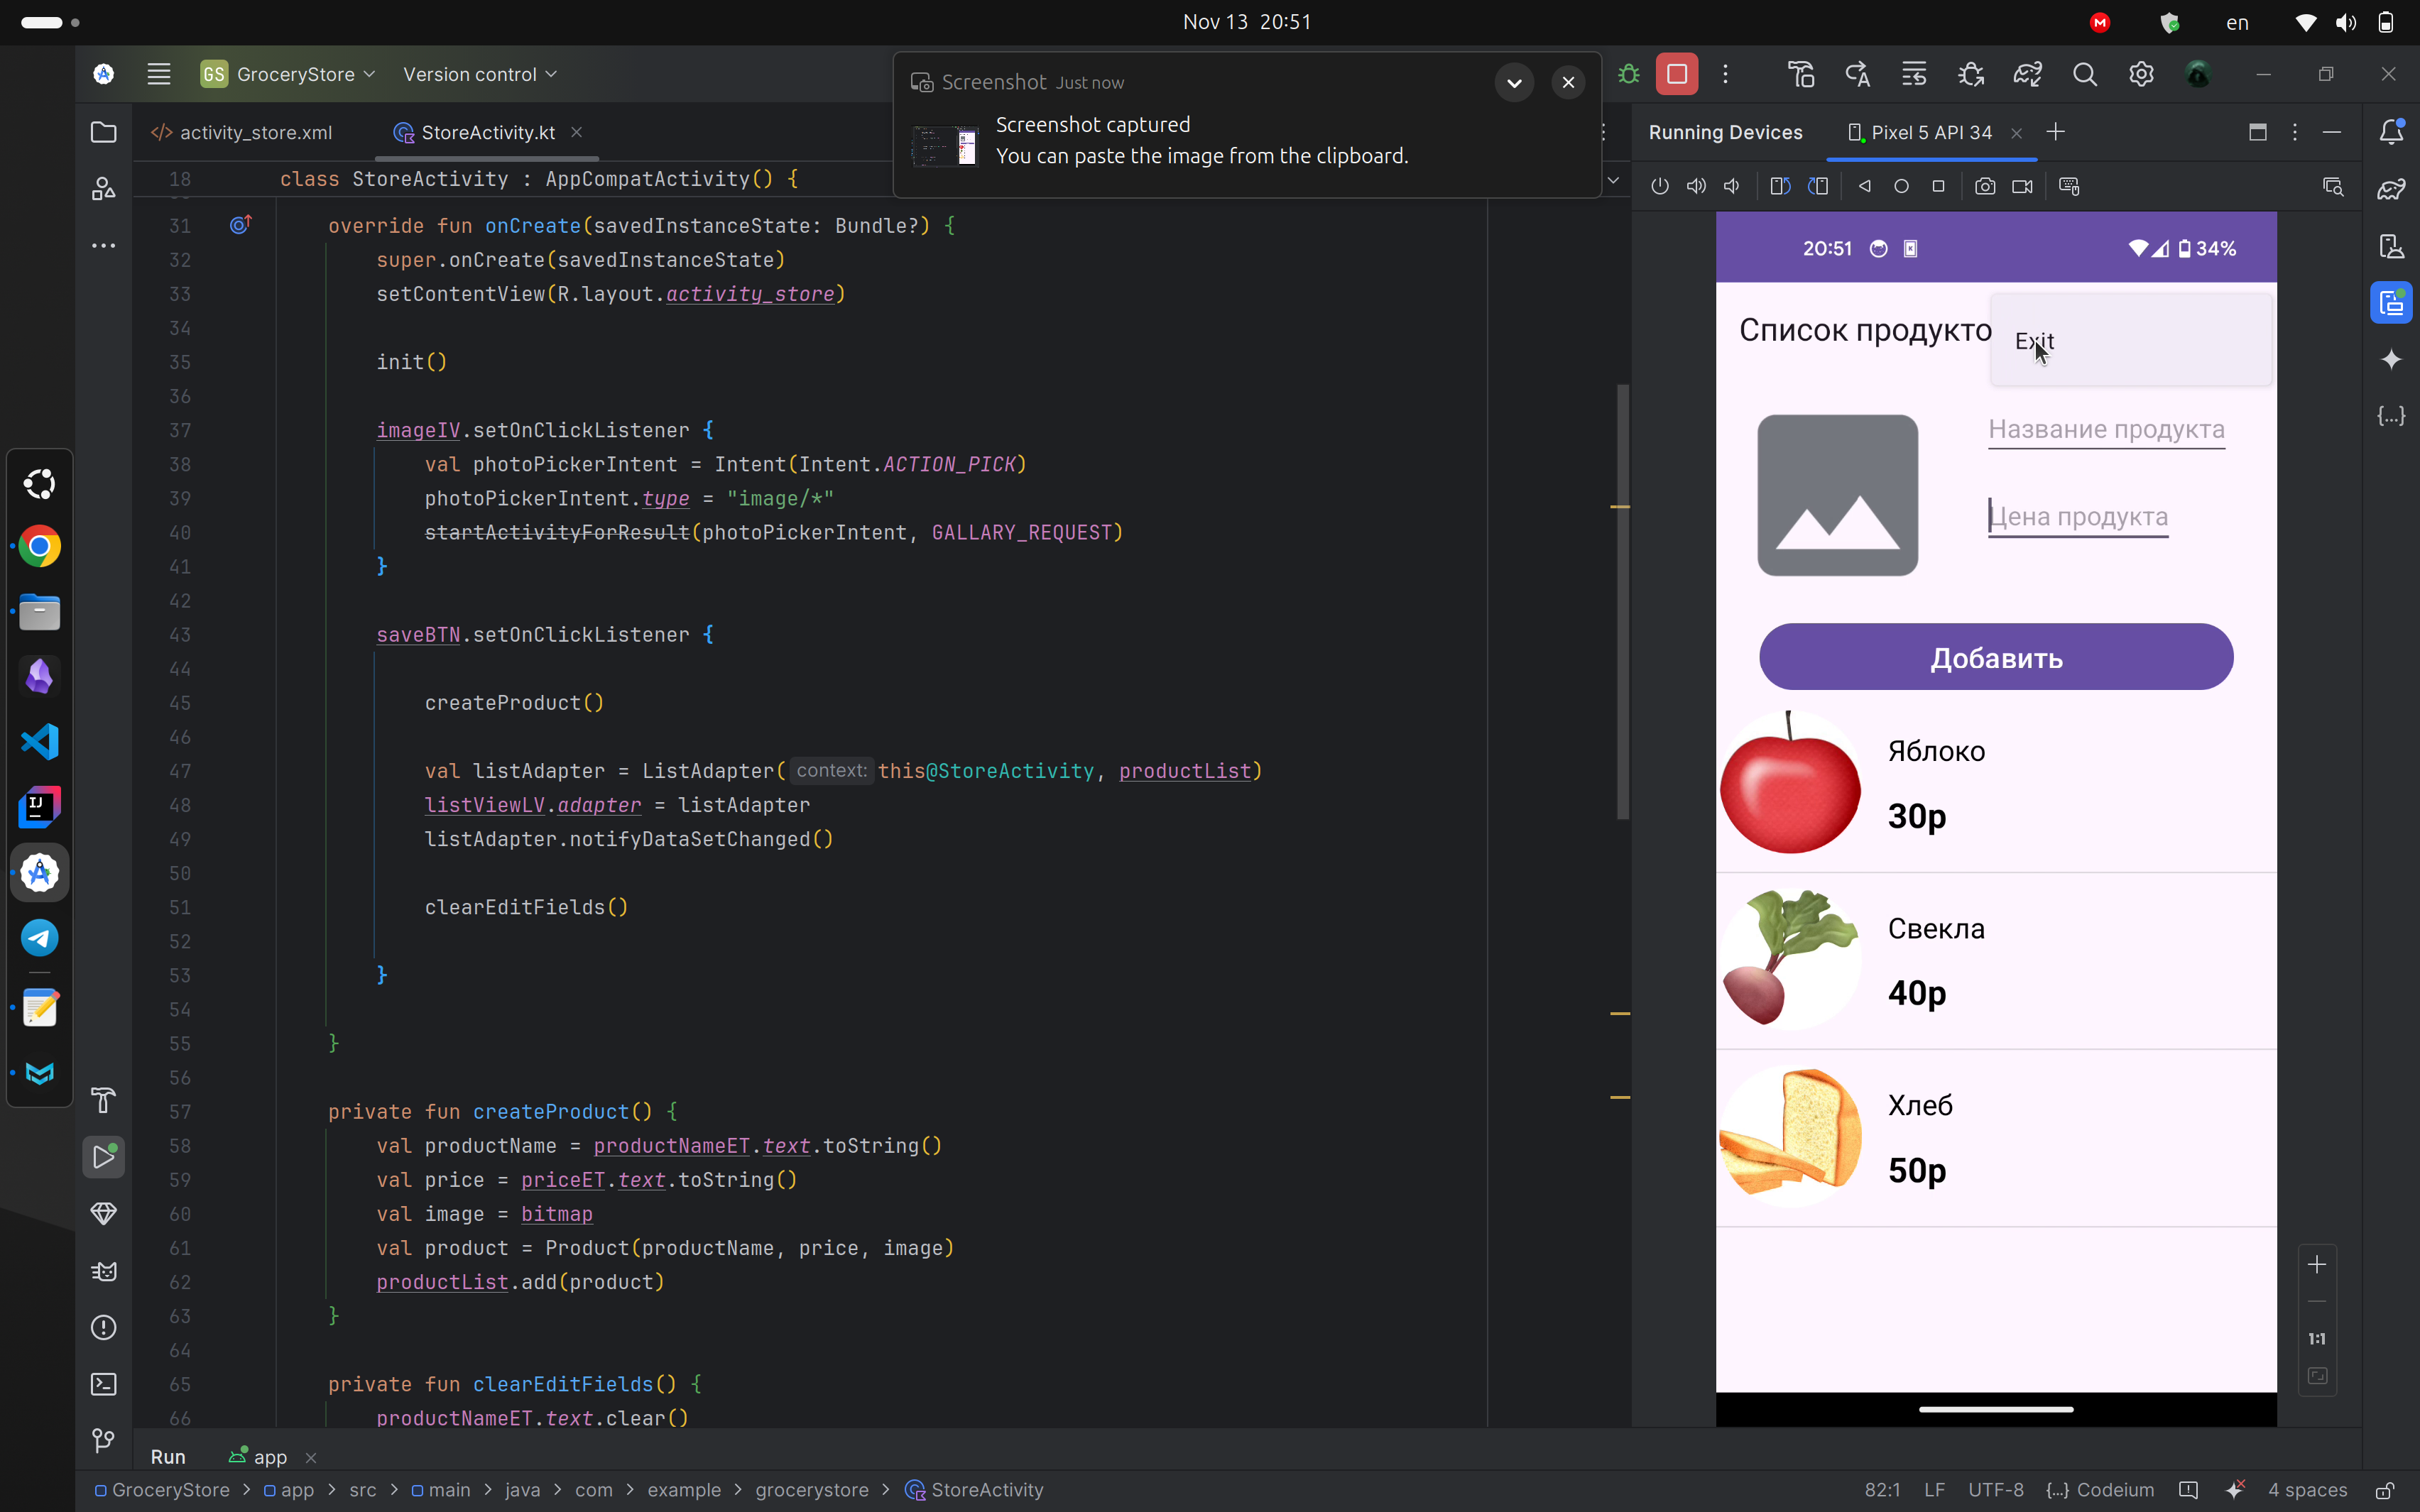 Nov 13 20:51
en
GS GroceryStore
Version control
Screenshot Just now
Screenshot captured
You can paste the image from the clipboard.
activity_store.xml
StoreActivity.kt
Running Devices
Pixel 5 API 34
18 class StoreActivity : AppCompatActivity() {
31 override fun onCreate(savedInstanceState: Bundle?) {
32 super.onCreate(savedInstanceState)
33 setContentView(R.layout.activity_store)
34
35 init()
36
37 imageIV.setOnClickListener {
38 val photoPickerIntent = Intent(Intent.ACTION_PICK)
39 photoPickerIntent.type = "image/*"
40 startActivityForResult(photoPickerIntent, GALLARY_REQUEST)
41 }
42
43 saveBTN.setOnClickListener {
44
45 createProduct()
46
47 val listAdapter = ListAdapter( context: this@StoreActivity, productList)
48 listViewLV.adapter = listAdapter
49 listAdapter.notifyDataSetChanged()
50
51 clearEditFields()
52
53 }
54
55 }
56
57 private fun createProduct() {
58 val productName = productNameET.text.toString()
59 val price = priceET.text.toString()
60 val image = bitmap
61 val product = Product(productName, price, image)
62 productList.add(product)
63 }
64
65 private fun clearEditFields() {
66 productNameET.text.clear()
20:51
34%
Список продукто
Exit
Название продукта
Цена продукта
Добавить
Яблоко
30р
Свекла
40р
Хлеб
50р
1:1
Run
app
GroceryStore > app > src > main > java > com > example > grocerystore > StoreActivity
82:1 LF UTF-8 {...} Codeium 4 spaces